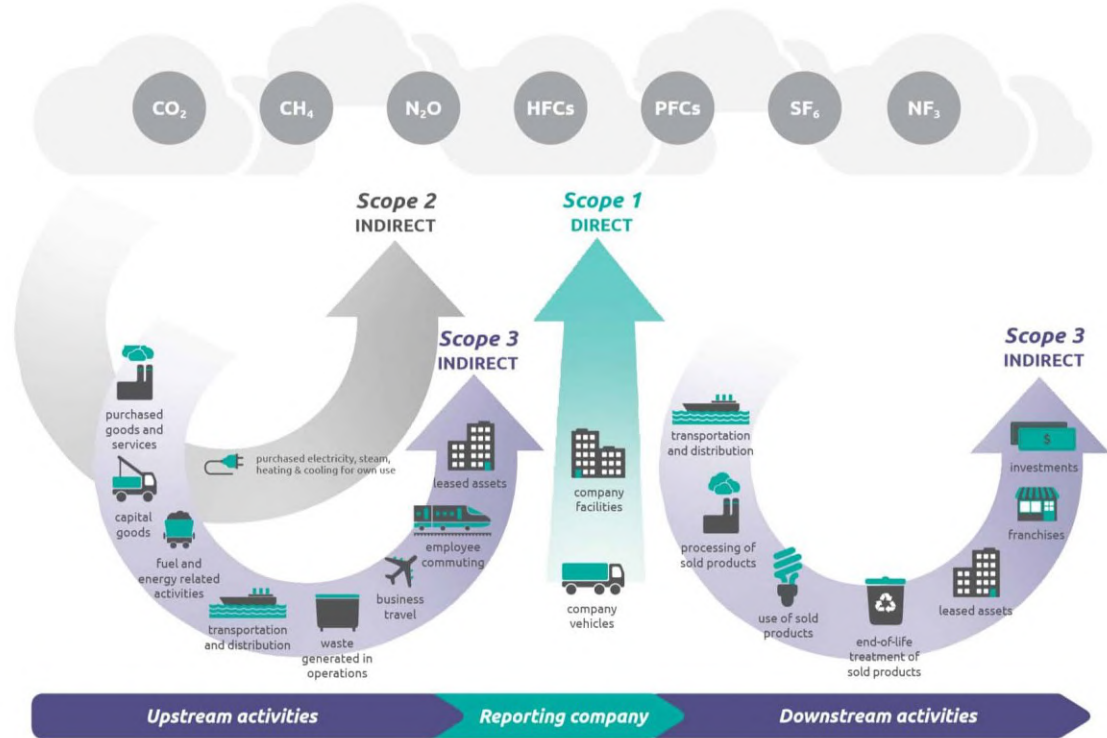 CO₂
CH₄
N₂O
HFCs
PFCs
SF₆
NF₃
Scope 2
INDIRECT
Scope 1
DIRECT
Scope 3
INDIRECT
Scope 3
INDIRECT
purchased
goods and
services
capital
goods
fuel and
energy related
activities
transportation
and distribution
waste
generated in
operations
business
travel
employee
commuting
leased assets
purchased electricity, steam,
heating & cooling for own use
company
facilities
company
vehicles
transportation
and distribution
processing of
sold products
use of sold
products
end-of-life
treatment of
sold products
leased assets
franchises
$
investments
Upstream activities
Reporting company
Downstream activities